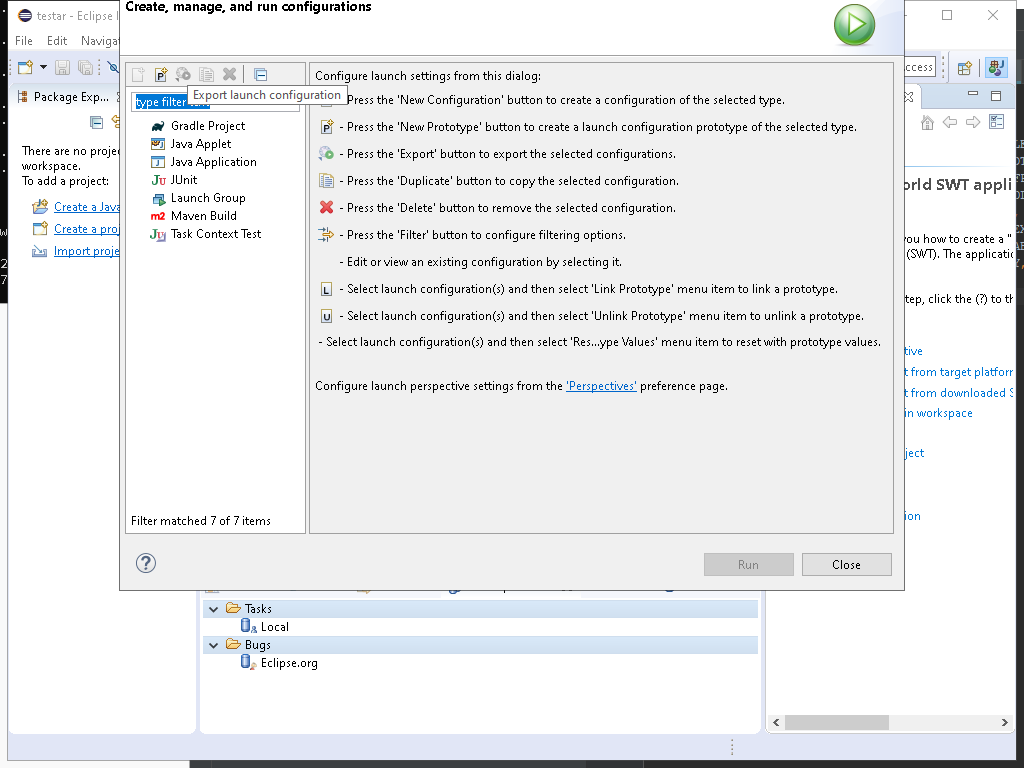 Create, manage, and run configurations
testar - Eclipse I
File Edit Navigat
Export launch configuration
type filter
Package Exp...
There are no proje
workspace.
To add a project:
Create a Java
Create a proj
Import proje
Gradle Project
Java Applet
Java Application
JUnit
Launch Group
Maven Build
Task Context Test
Filter matched 7 of 7 items
Configure launch settings from this dialog:
Press the 'New Configuration' button to create a configuration of the selected type.
- Press the 'New Prototype' button to create a launch configuration prototype of the selected type.
- Press the 'Export' button to export the selected configurations.
- Press the 'Duplicate' button to copy the selected configuration.
- Press the 'Delete' button to remove the selected configuration.
- Press the 'Filter' button to configure filtering options.
- Edit or view an existing configuration by selecting it.
L - Select launch configuration(s) and then select 'Link Prototype' menu item to link a prototype.
U - Select launch configuration(s) and then select 'Unlink Prototype' menu item to unlink a prototype.
- Select launch configuration(s) and then select 'Res...ype Values' menu item to reset with prototype values.
Configure launch perspective settings from the 'Perspectives' preference page.
Run
Close
ccess
orld SWT appli
you how to create a "
(SWT). The applicatio
tep, click the (?) to th
tive
t from target platforr
t from downloaded S
in workspace
ject
ion
Tasks
Local
Bugs
Eclipse.org